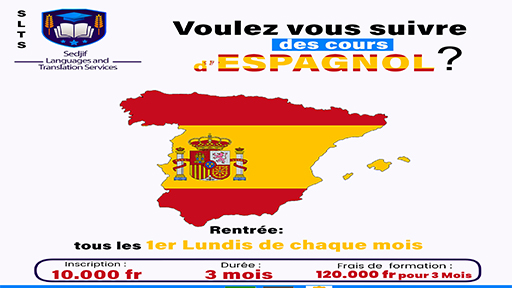 SLTS
Sedjif
Languages and
Translation Services
Voulez vous suivre
des cours
d'ESPAGNOL?
Rentrée:
tous les 1er Lundis de chaque mois
Inscription :
10.000 fr
Durée :
3 mois
Frais de formation :
120.000 fr pour 3 Mois